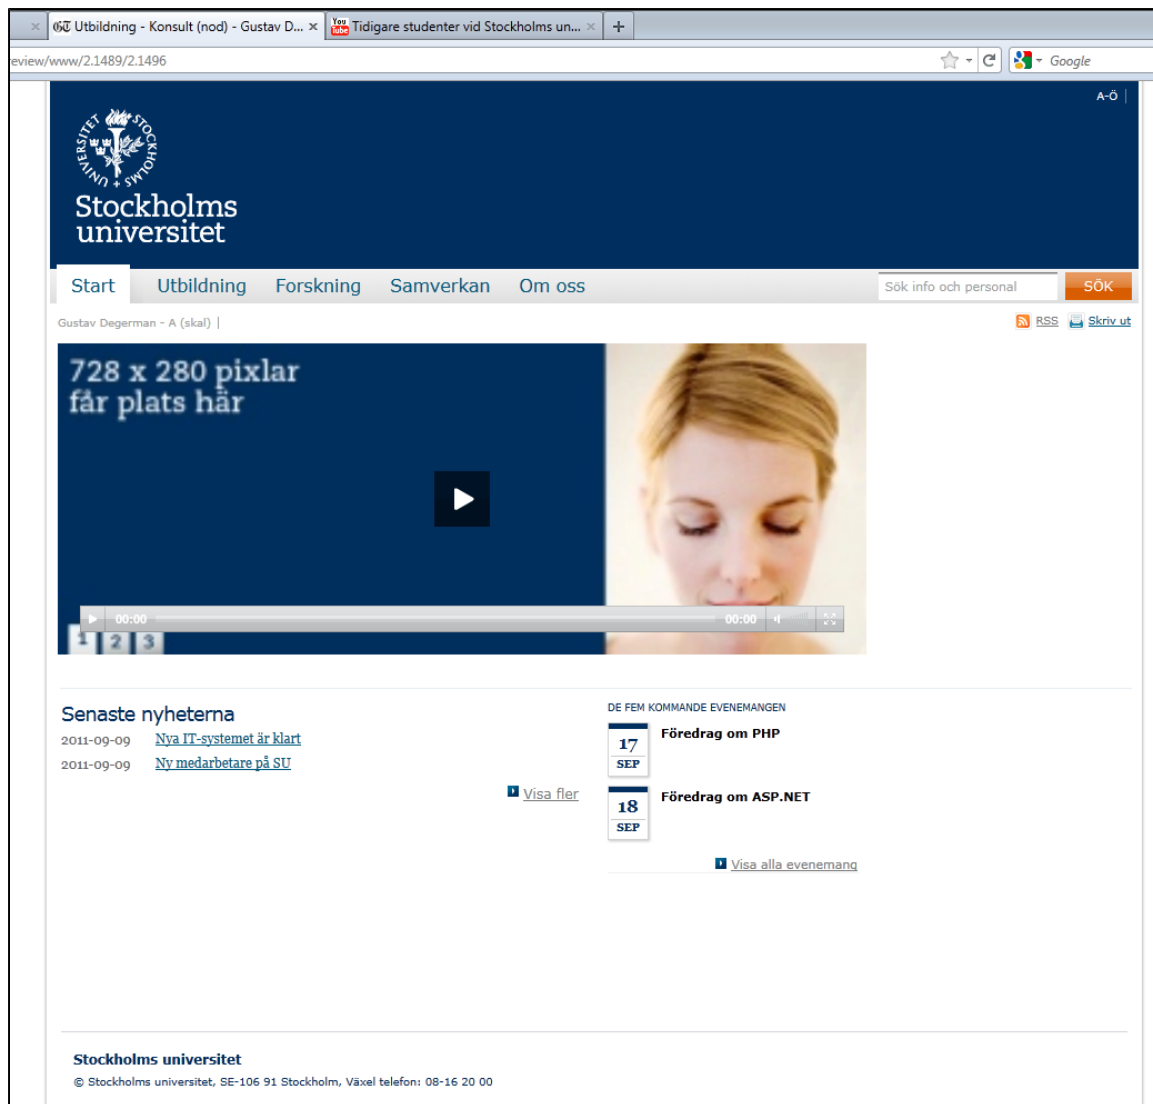 Utbildning - Konsult (nod) - Gustav D...
You Tube Tidigare studenter vid Stockholms un...
eview/www/2.1489/2.1496
Google
A-Ö |
STOCKHOLMS + UNIVERSITET
Stockholms
universitet
Start Utbildning Forskning Samverkan Om oss
Sök info och personal SÖK
Gustav Degerman - A (skal) |
RSS Skriv ut
728 x 280 pixlar
får plats här
00:00 00:00
1 2 3
Senaste nyheterna
2011-09-09 Nya IT-systemet är klart
2011-09-09 Ny medarbetare på SU
Visa fler
DE FEM KOMMANDE EVENEMANGEN
17 SEP Föredrag om PHP
18 SEP Föredrag om ASP.NET
Visa alla evenemang
Stockholms universitet
© Stockholms universitet, SE-106 91 Stockholm, Växel telefon: 08-16 20 00